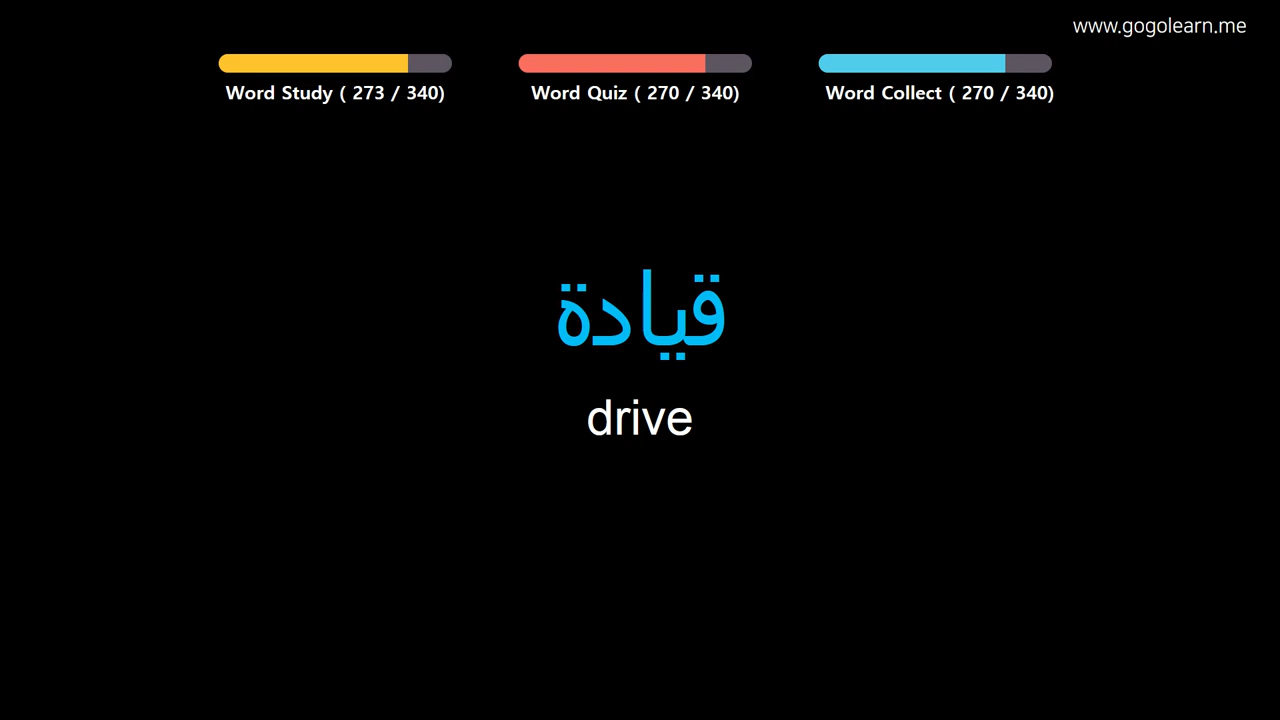 www.gogolearn.me
Word Study ( 273 / 340)
Word Quiz ( 270 / 340)
Word Collect ( 270 / 340)
قيادة
drive